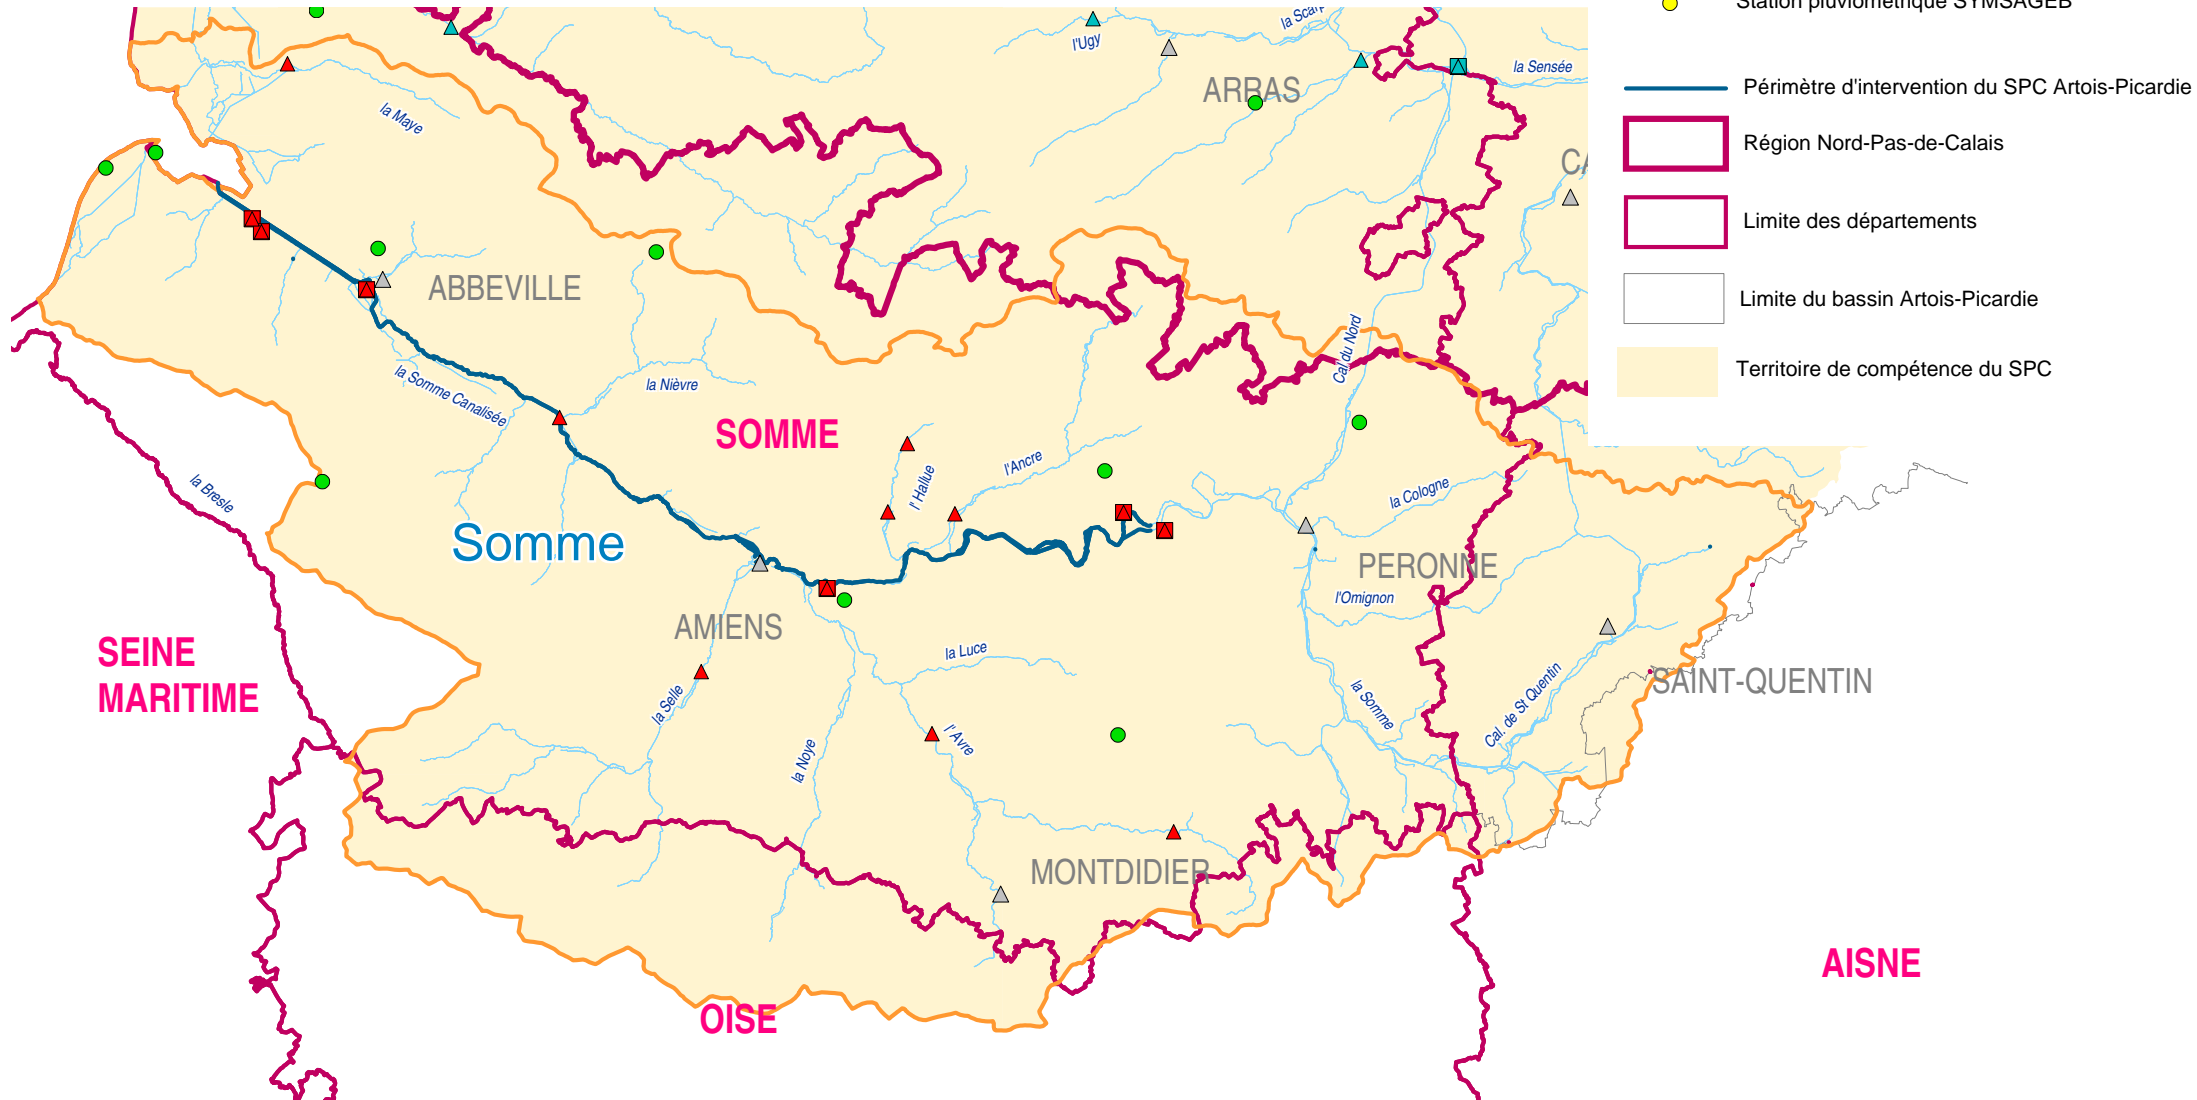 Station pluviométrique SYMSAGEB
Périmètre d'intervention du SPC Artois-Picardie
Région Nord-Pas-de-Calais
Limite des départements
Limite du bassin Artois-Picardie
Territoire de compétence du SPC
la Scarp
l'Ugy
la Sensée
ARRAS
la Maye
CA
ABBEVILLE
Cal.du Nord
la Somme Canalisée
la Nièvre
SOMME
l'Ancre
l' Hallue
la Cologne
la Bresle
Somme
PERONNE
l'Omignon
AMIENS
SEINE
MARITIME
la Luce
SAINT-QUENTIN
la Selle
la Somme
Cal. de St Quentin
la Noye
l' Avre
MONTDIDIER
AISNE
OISE